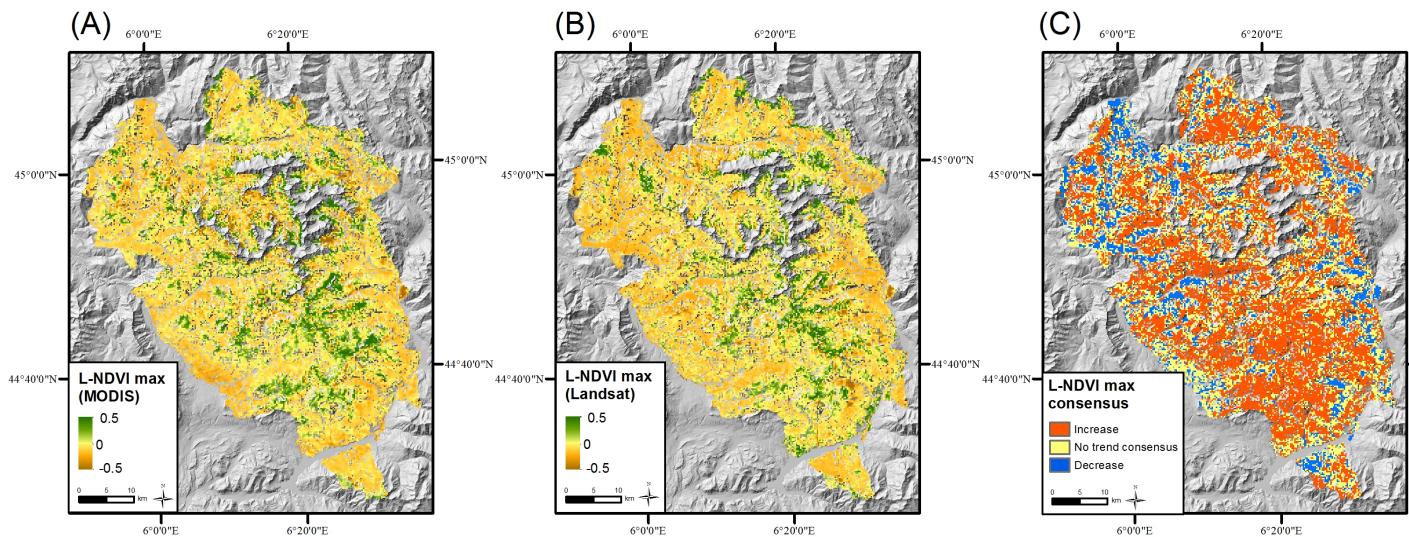 (A)
6°0'0"E 6°20'0"E
45°0'0"N
44°40'0"N
L-NDVI max
(MODIS)
0.5
0
-0.5
0 5 10 km
N
6°0'0"E 6°20'0"E
(B)
6°0'0"E 6°20'0"E
45°0'0"N
44°40'0"N
L-NDVI max
(Landsat)
0.5
0
-0.5
0 5 10 km
N
6°0'0"E 6°20'0"E
(C)
6°0'0"E 6°20'0"E
45°0'0"N
44°40'0"N
L-NDVI max
consensus
Increase
No trend consensus
Decrease
0 5 10 km
N
6°0'0"E 6°20'0"E